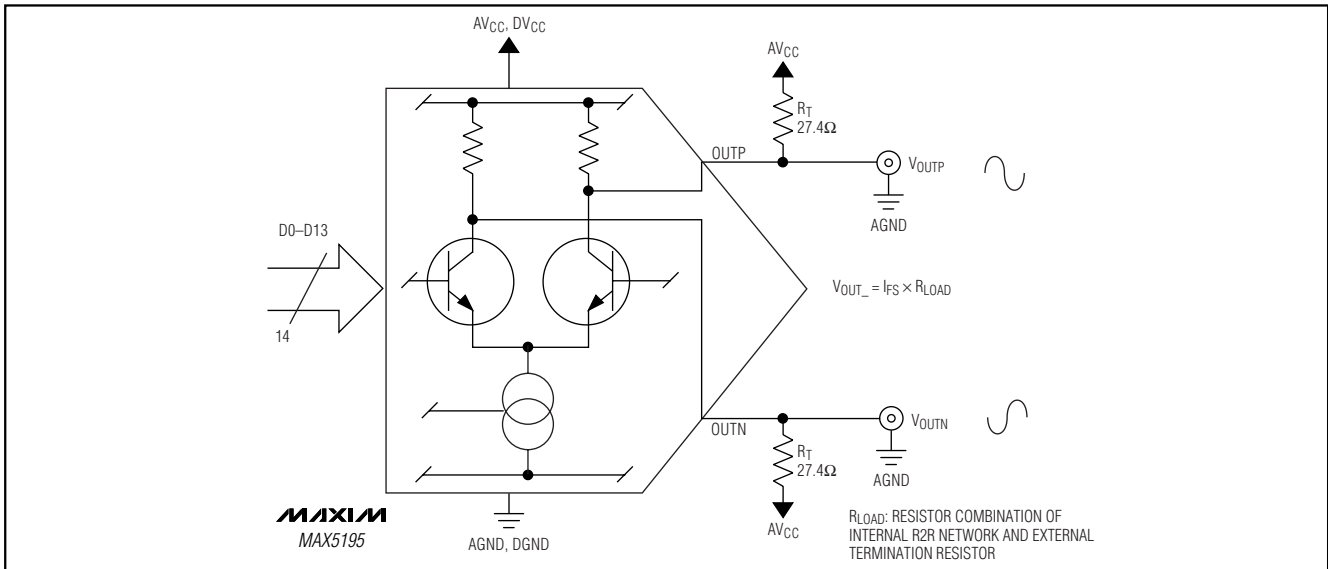 AVCC, DVCC
AVCC
RT
27.4Ω
OUTP
VOUTP
AGND
D0–D13
14
VOUT_ = IFS × RLOAD
OUTN
VOUTN
RT
27.4Ω
AGND
AVCC
MAXIM
MAX5195
AGND, DGND
RLOAD: RESISTOR COMBINATION OF
INTERNAL R2R NETWORK AND EXTERNAL
TERMINATION RESISTOR